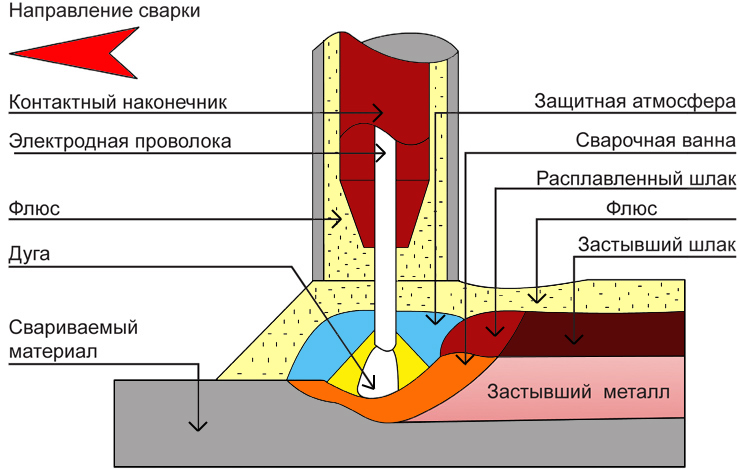 Направление сварки
Контактный наконечник
Электродная проволока
Флюс
Дуга
Свариваемый
материал
Защитная атмосфера
Сварочная ванна
Расплавленный шлак
Флюс
Застывший шлак
Застывший металл